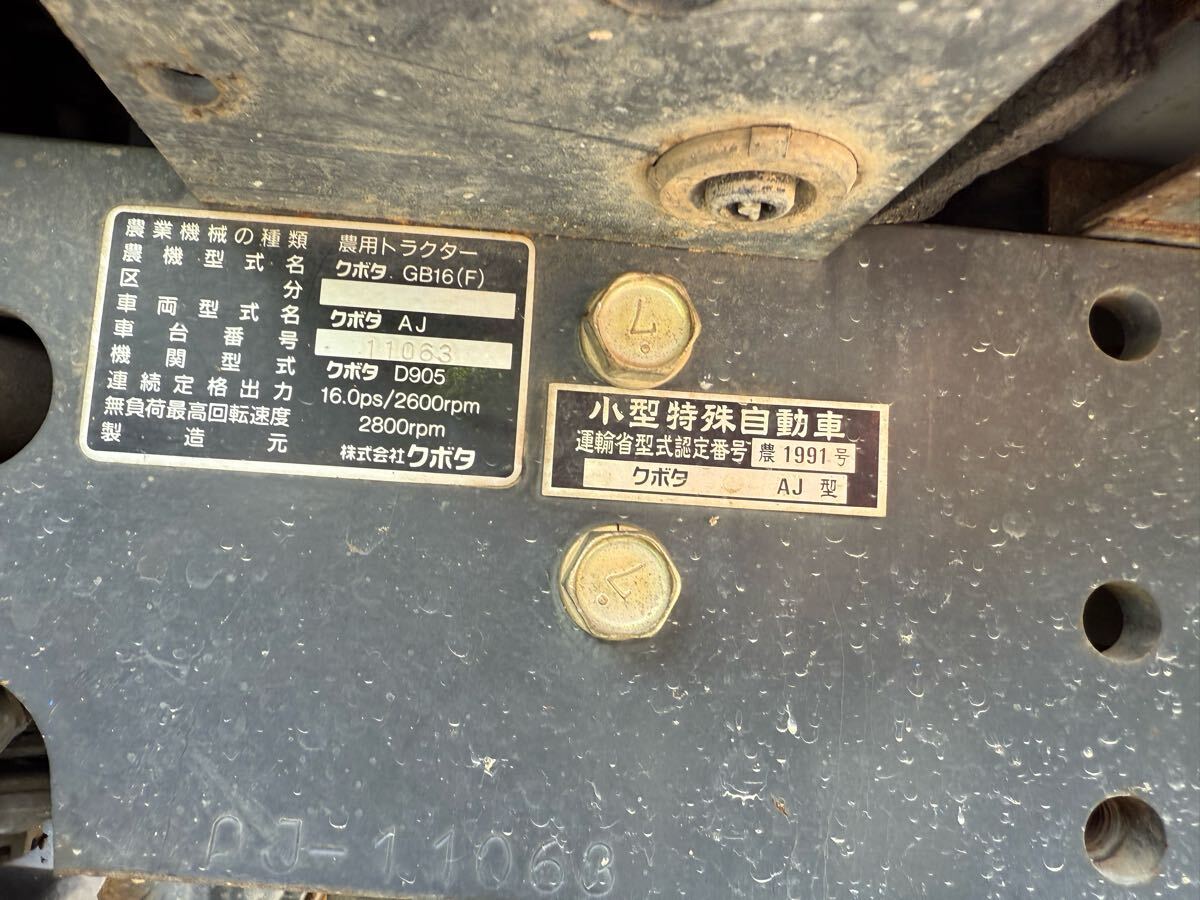 農業機械の種類 農用トラクター
農機型式名 クボタ GB16(F)
区分
車両型式名 クボタ AJ
車台番号 11063
機関型式 クボタ D905
連続定格出力 16.0ps/2600rpm
無負荷最高回転速度 2800rpm
製造元 株式会社クボタ
小型特殊自動車
運輸省型式認定番号 農 1991 号
クボタ AJ 型
7
7
AJ-11063